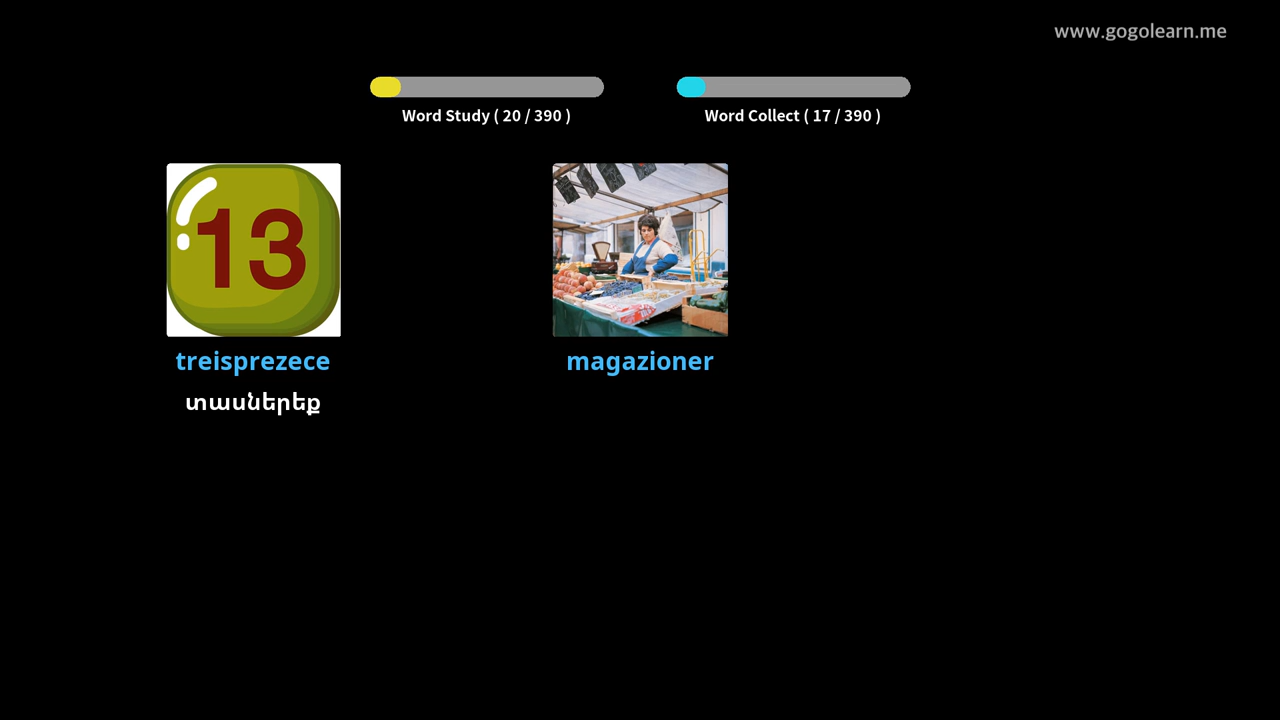 www.gogolearn.me
Word Study ( 20 / 390 )
Word Collect ( 17 / 390 )
13
treisprezece
magazioner
տասներեք